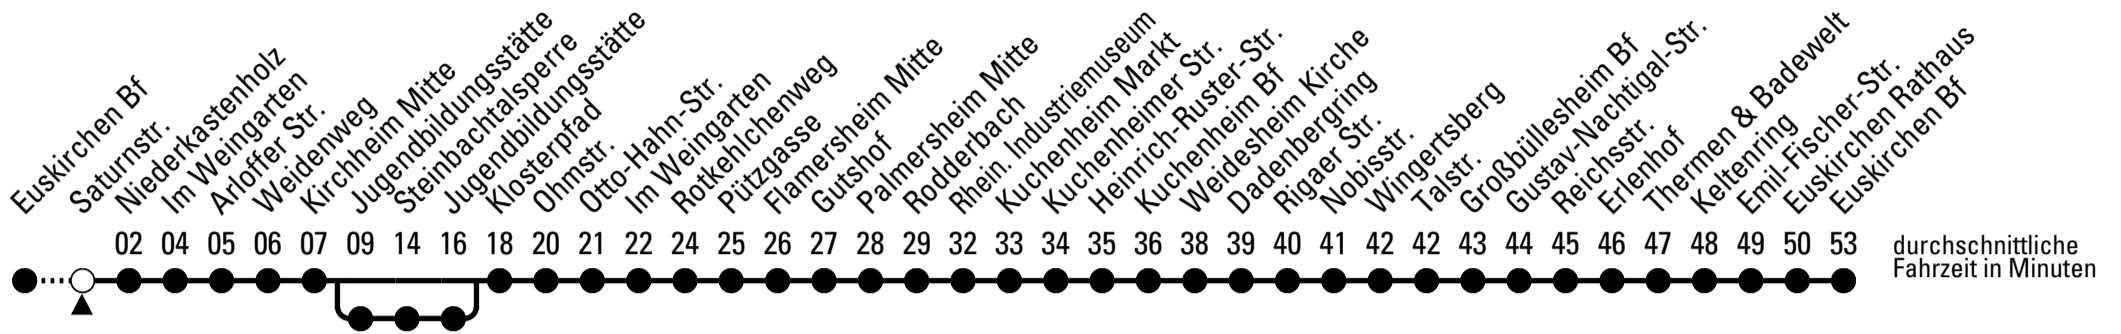 Euskirchen Bf
Saturnstr.
Niederkastenholz
Im Weingarten
Arloffer Str.
Weidenweg
Kirchheim Mitte
Jugendbildungsstätte
Steinbachtalsperre
Jugendbildungsstätte
Klosterpfad
Ohmstr.
Otto-Hahn-Str.
Im Weingarten
Rotkehlchenweg
Pützgasse
Flamersheim Mitte
Gutshof
Palmersheim Mitte
Rodderbach
Rhein. Industriemuseum
Kuchenheim Markt
Kuchenheimer Str.
Heinrich-Ruster-Str.
Kuchenheim Bf
Weidesheim Kirche
Dadenbergring
Rigaer Str.
Nobisstr.
Wingertsberg
Talstr.
Großbüllesheim Bf
Gustav-Nachtigal-Str.
Reichsstr.
Erlenhof
Thermen & Badewelt
Keltenring
Emil-Fischer-Str.
Euskirchen Rathaus
Euskirchen Bf
02 04 05 06 07 09 14 16 18 20 21 22 24 25 26 27 28 29 32 33 34 35 36 38 39 40 41 42 42 43 44 45 46 47 48 49 50 53
durchschnittliche
Fahrzeit in Minuten